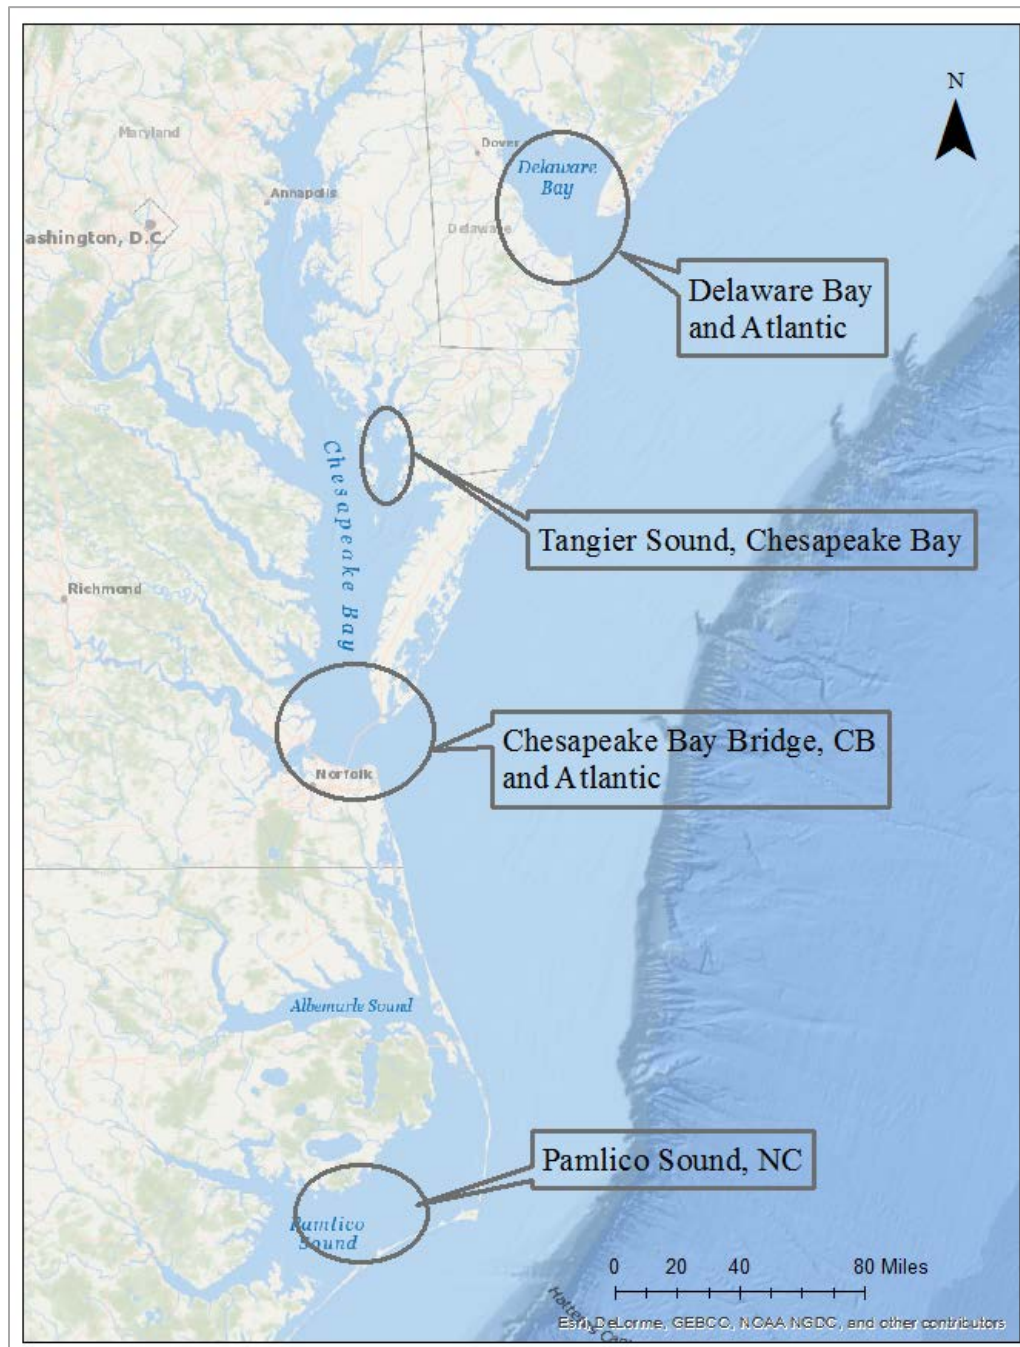 N
Maryland
Dover
Delaware
Bay
Annapolis
Delaware
ashington, D.C.
Delaware Bay
and Atlantic
Chesapeake Bay
Tangier Sound, Chesapeake Bay
Richmond
Chesapeake Bay Bridge, CB
and Atlantic
Norfolk
Albemarle Sound
Pamlico Sound, NC
Pamlico
Sound
0 20 40 80 Miles
Hatteras
Esri, DeLorme, GEBCO, NOAA NGDC, and other contributors